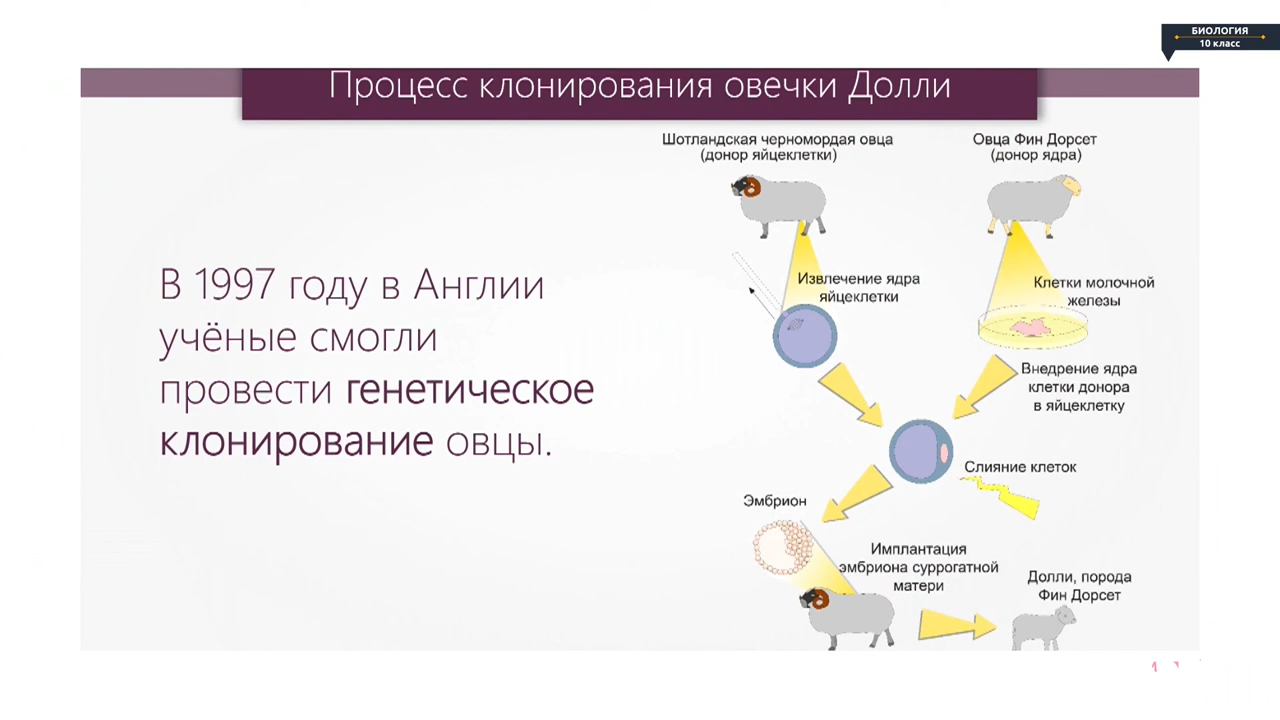 БИОЛОГИЯ
10 класс
Процесс клонирования овечки Долли
Шотландская черномордая овца
(донор яйцеклетки)
Овца Фин Дорсет
(донор ядра)
В 1997 году в Англии
учёные смогли
провести генетическое
клонирование овцы.
Извлечение ядра
яйцеклетки
Клетки молочной
железы
Внедрение ядра
клетки донора
в яйцеклетку
Слияние клеток
Эмбрион
Имплантация
эмбриона суррогатной
матери
Долли, порода
Фин Дорсет